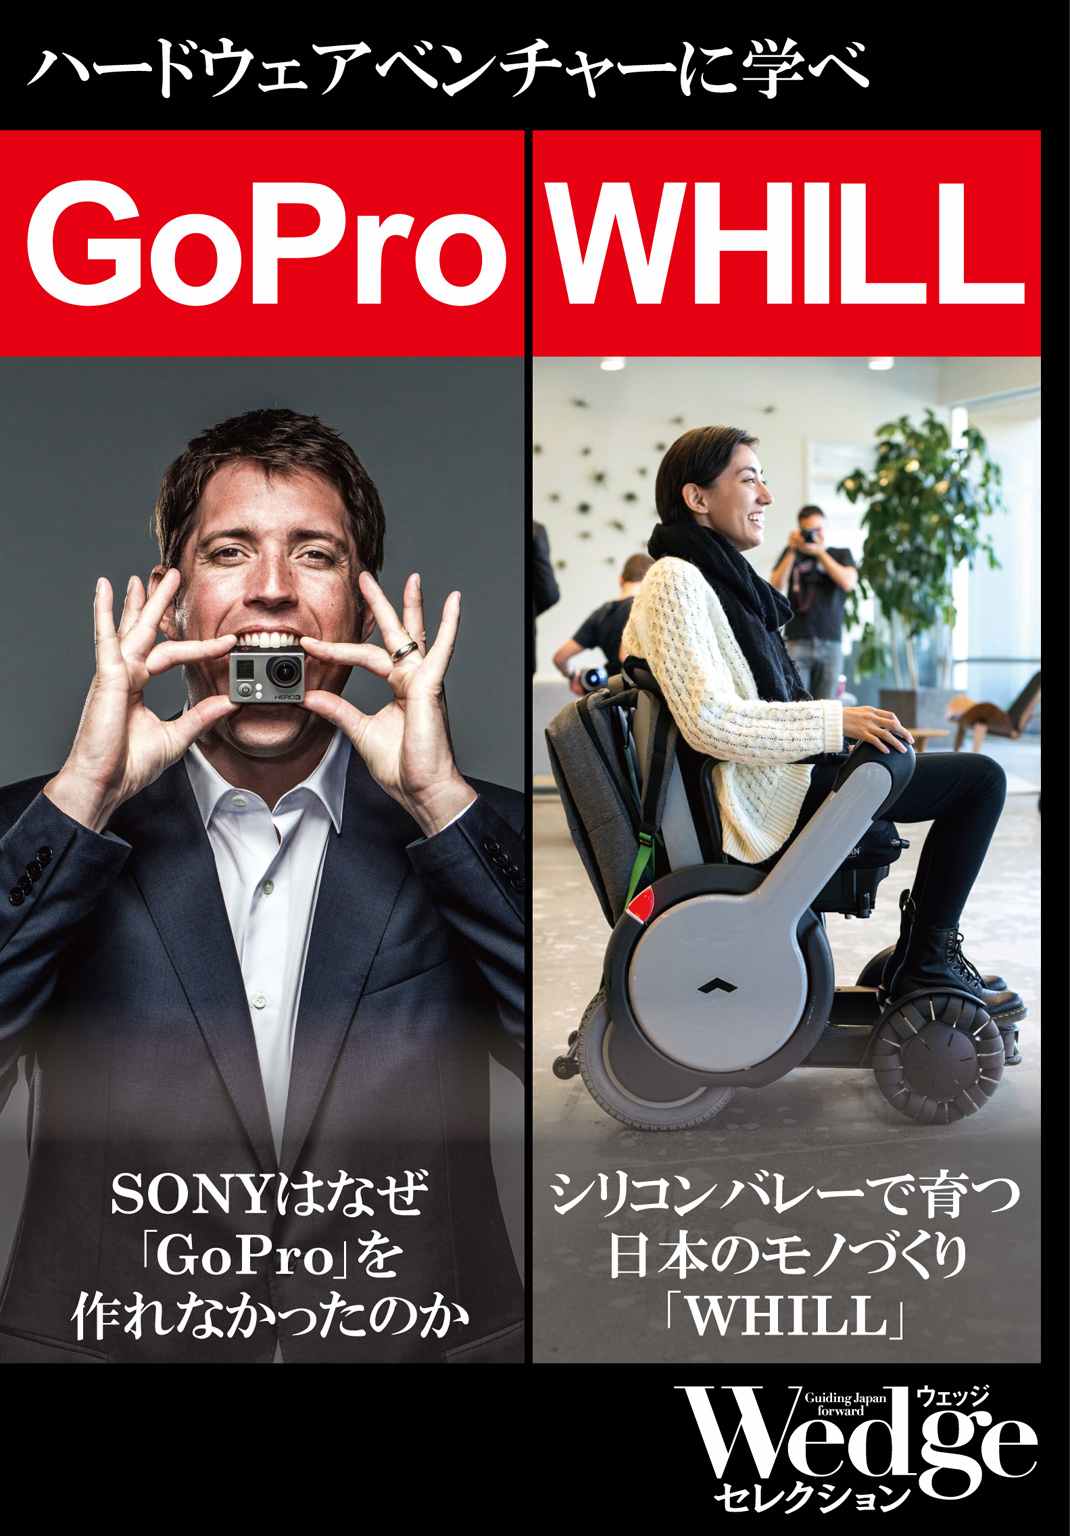 ハードウェアベンチャーに学べ
GoPro
WHILL
HERO3
SONYはなぜ
「GoPro」を
作れなかったのか
シリコンバレーで育つ
日本のモノづくり
「WHILL」
Wedge
Guiding Japan
forward
ウェッジ
セレクション